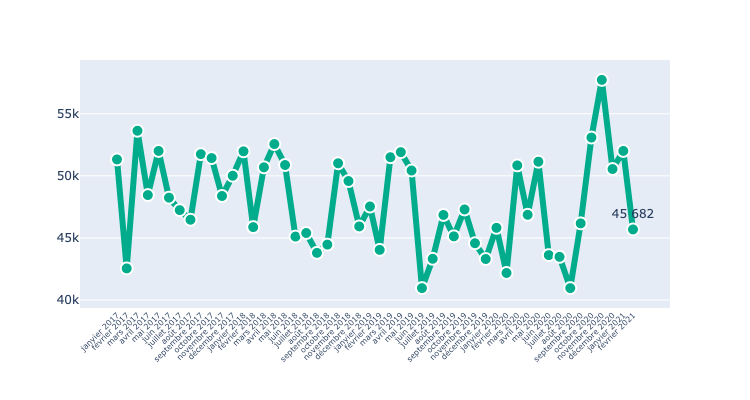 55k
50k
45k
40k
45 682
janvier 2017
février 2017
mars 2017
avril 2017
mai 2017
juin 2017
juillet 2017
août 2017
septembre 2017
octobre 2017
novembre 2017
décembre 2017
janvier 2018
février 2018
mars 2018
avril 2018
mai 2018
juin 2018
juillet 2018
août 2018
septembre 2018
octobre 2018
novembre 2018
décembre 2018
janvier 2019
février 2019
mars 2019
avril 2019
mai 2019
juin 2019
juillet 2019
août 2019
septembre 2019
octobre 2019
novembre 2019
décembre 2019
janvier 2020
février 2020
mars 2020
avril 2020
mai 2020
juin 2020
juillet 2020
août 2020
septembre 2020
octobre 2020
novembre 2020
décembre 2020
janvier 2021
février 2021